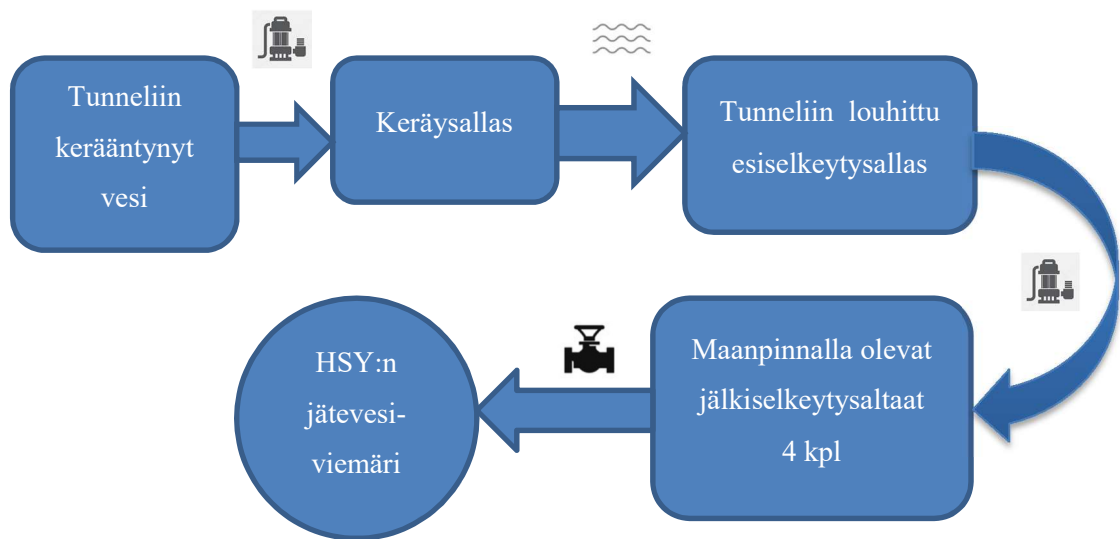 Tunneliin
kerääntynyt
vesi
Keräysallas
Tunneliin louhittu
esiselkeytysallas
Maanpinnalla olevat
jälkiselkeytysaltaat
4 kpl
HSY:n
jätevesi-
viemäri